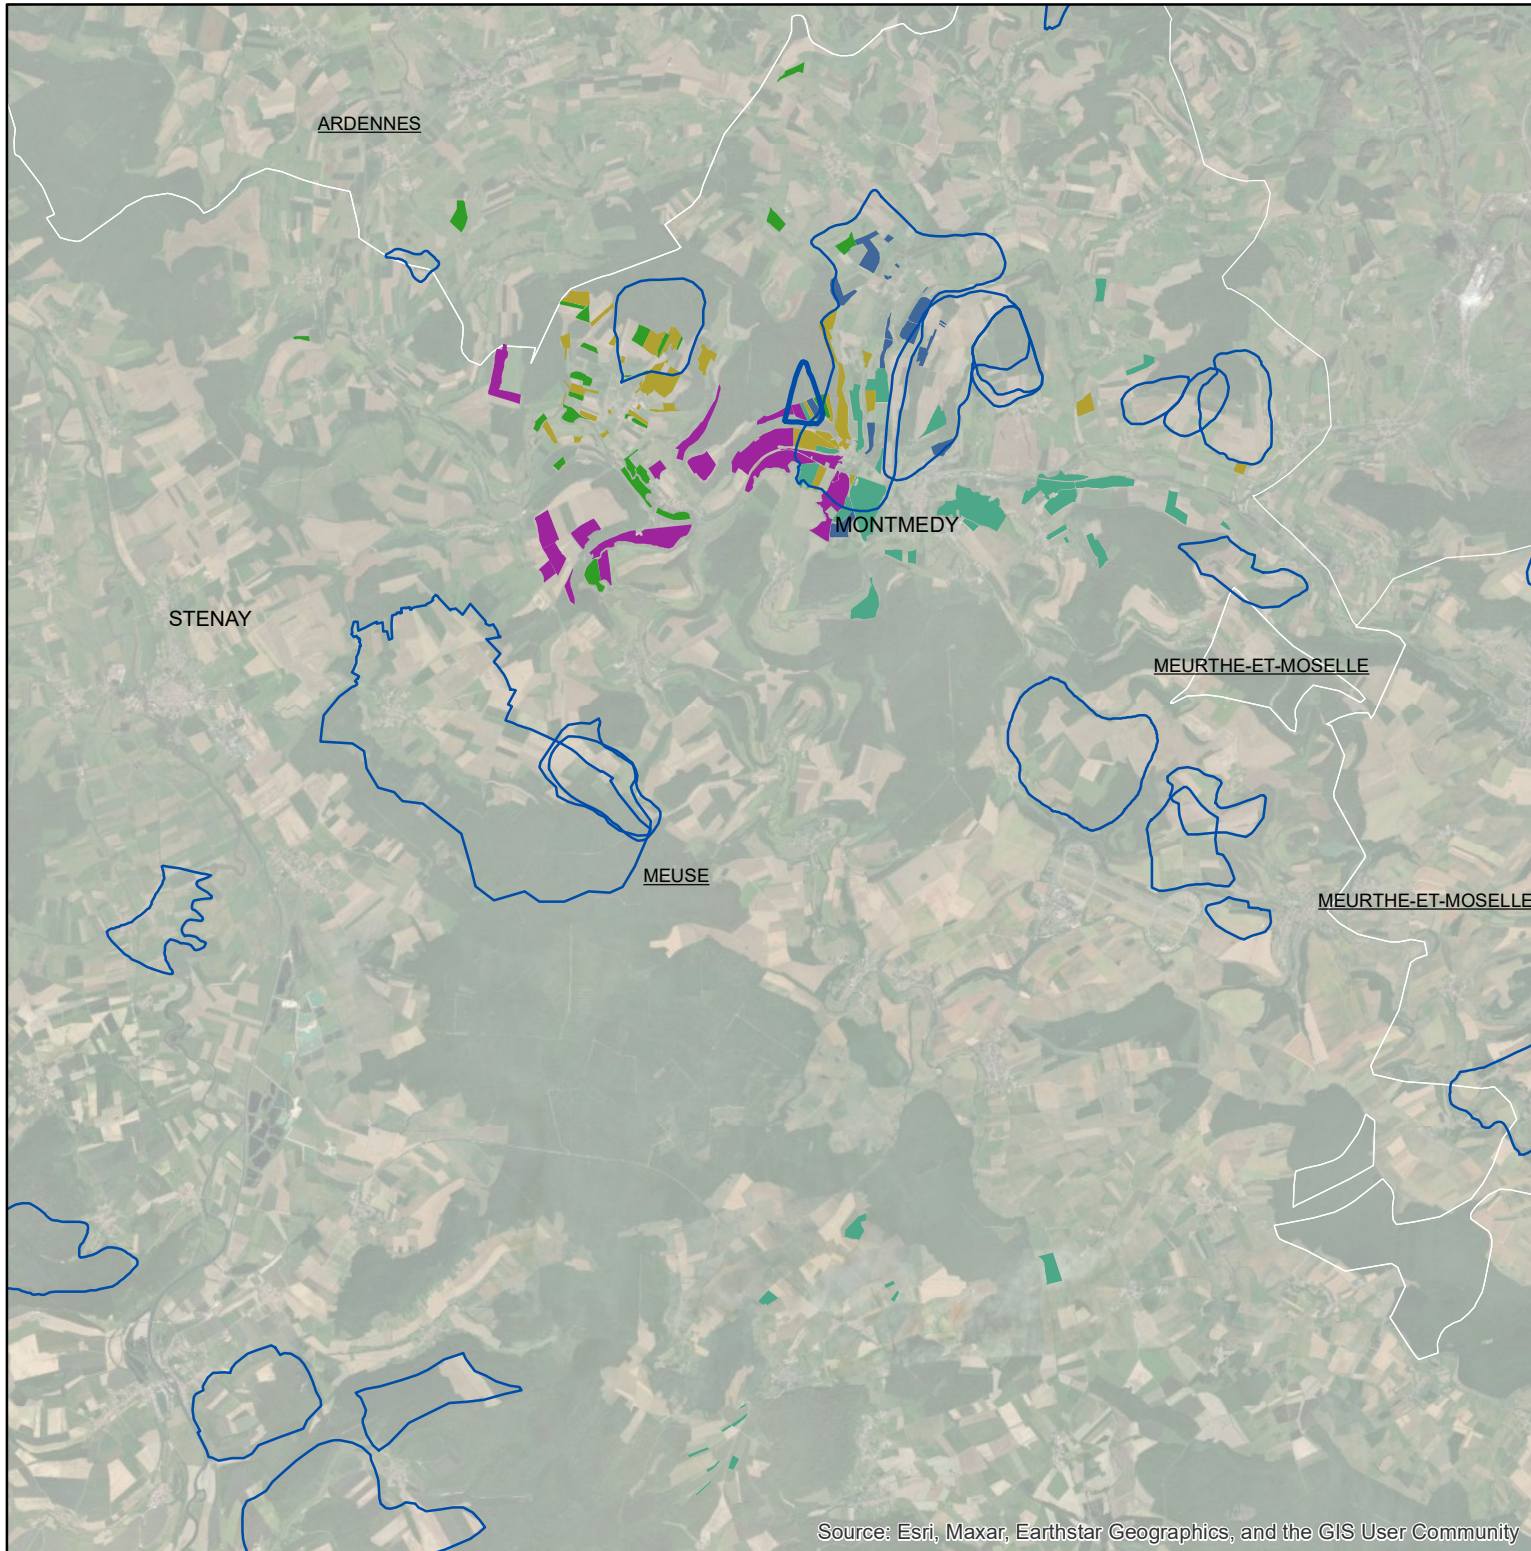 ARDENNES
MONTMEDY
STENAY
MEURTHE-ET-MOSELLE
MEUSE
MEURTHE-ET-MOSELLE
Source: Esri, Maxar, Earthstar Geographics, and the GIS User Community